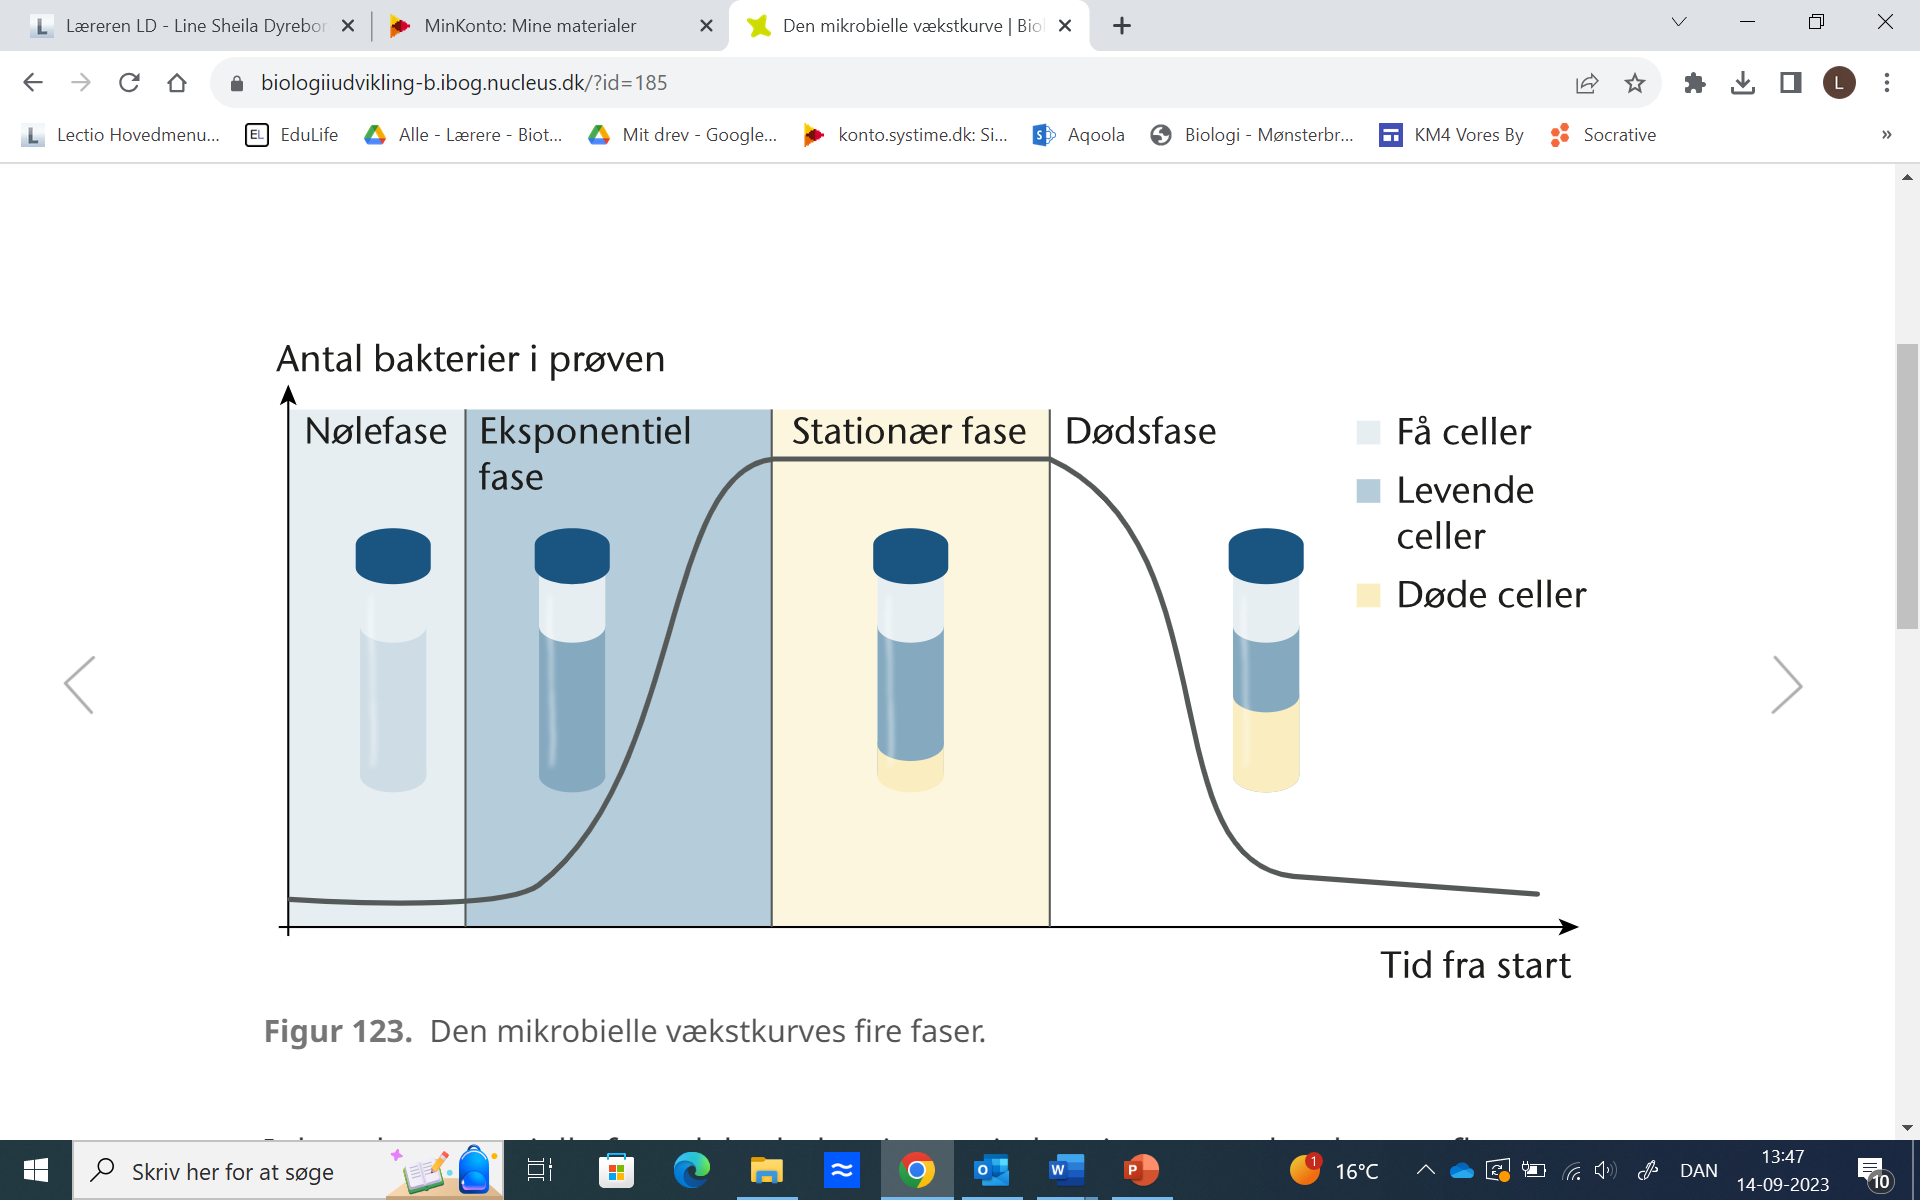 Læreren LD - Line Sheila Dyrebor
MinKonto: Mine materialer
Den mikrobielle vækstkurve | Biol
biologiiudvikling-b.ibog.nucleus.dk/?id=185
L
Lectio Hovedmenu...
EduLife
Alle - Lærere - Biot...
Mit drev - Google...
konto.systime.dk: Si...
Aqoola
Biologi - Mønsterbr...
KM4 Vores By
Socrative
»
Antal bakterier i prøven
Nølefase
Eksponentiel
fase
Stationær fase
Dødsfase
Få celler
Levende
celler
Døde celler
Tid fra start
Figur 123. Den mikrobielle vækstkurves fire faser.
Skriv her for at søge
1
16°C
DAN
13:47
14-09-2023
10